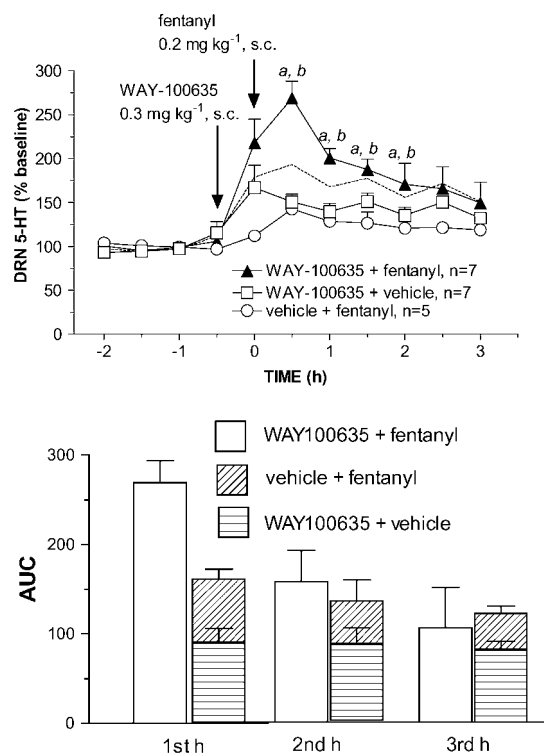 fentanyl
0.2 mg kg⁻¹, s.c.
WAY-100635
0.3 mg kg⁻¹, s.c.
a, b
a, b
a, b
a, b
300
250
200
150
100
50
0
DRN 5-HT (% baseline)
WAY-100635 + fentanyl, n=7
WAY-100635 + vehicle, n=7
vehicle + fentanyl, n=5
-2
-1
0
1
2
3
TIME (h)
WAY100635 + fentanyl
vehicle + fentanyl
WAY100635 + vehicle
300
200
100
0
AUC
1st h
2nd h
3rd h